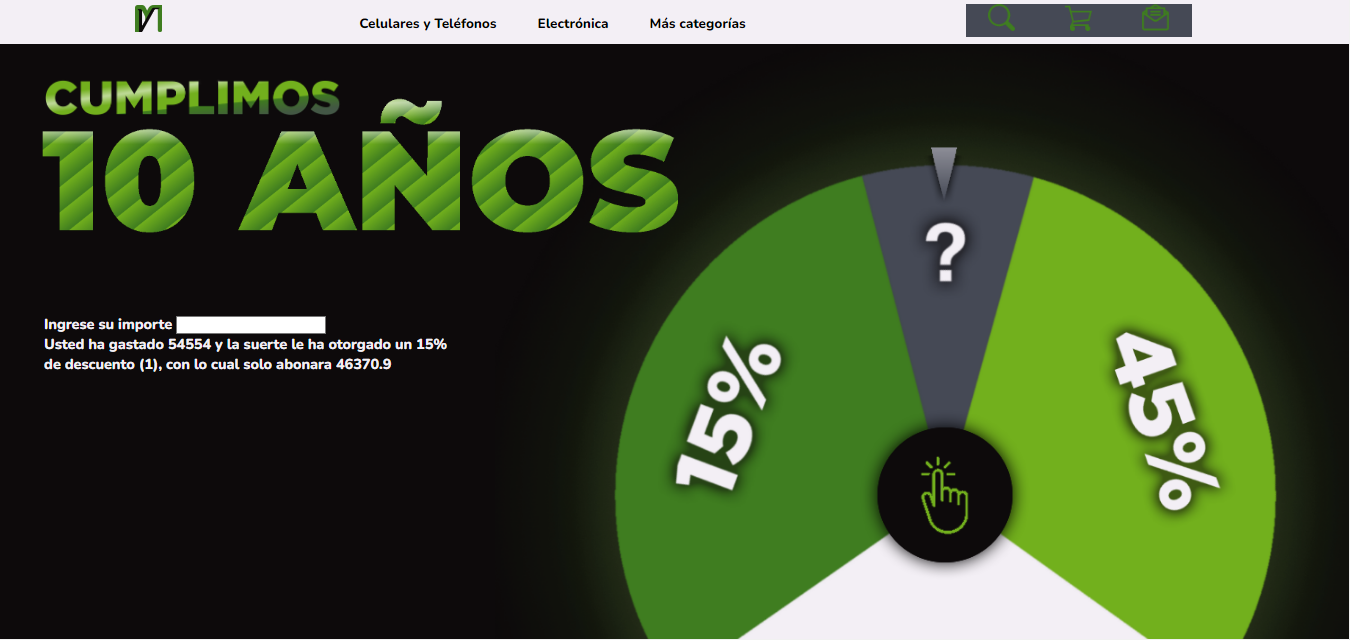 Celulares y Teléfonos
Electrónica
Más categorías
CUMPLIMOS
10 AÑOS
?
15%
45%
Ingrese su importe
Usted ha gastado 54554 y la suerte le ha otorgado un 15%
de descuento (1), con lo cual solo abonara 46370.9